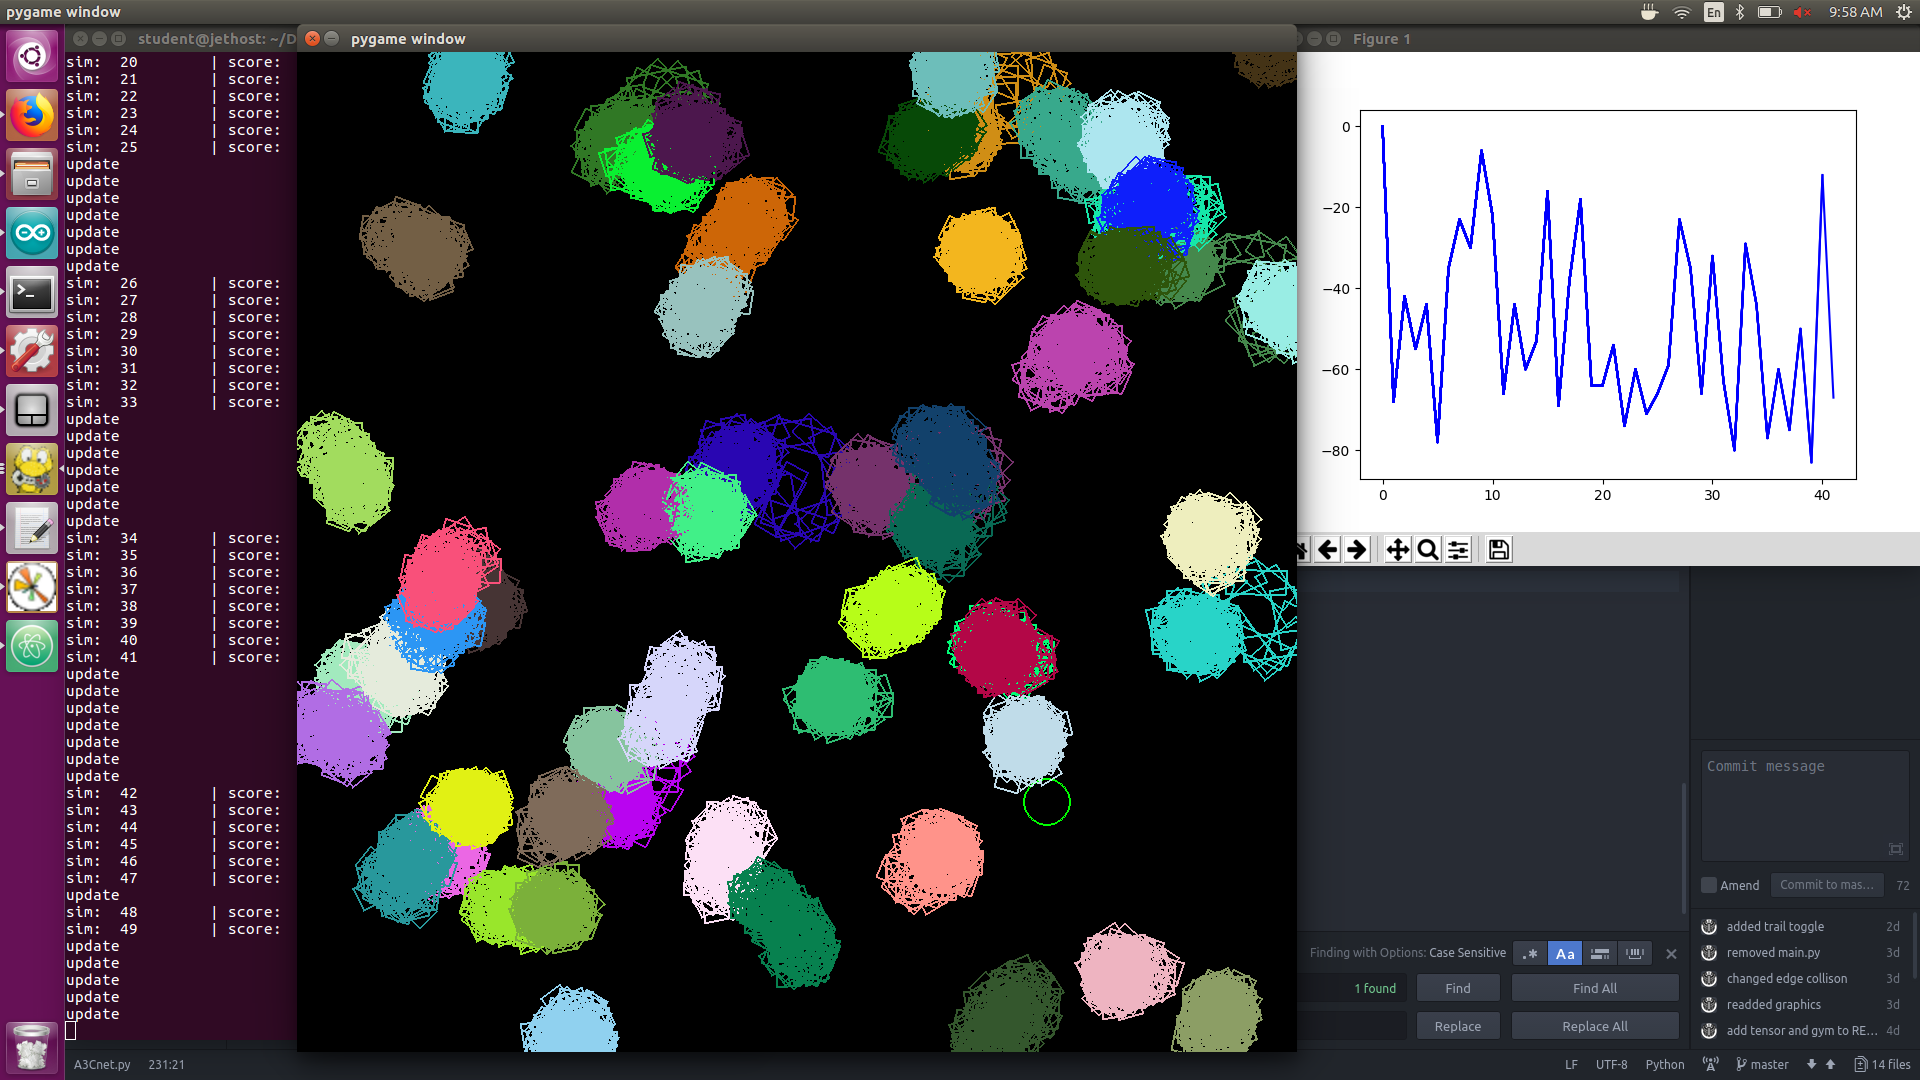 pygame window
En
9:58 AM
student@jethost: ~/D
pygame window
Figure 1
sim: 20 | score:
sim: 21 | score:
sim: 22 | score:
sim: 23 | score:
sim: 24 | score:
sim: 25 | score:
update
update
update
update
update
update
update
sim: 26 | score:
sim: 27 | score:
sim: 28 | score:
sim: 29 | score:
sim: 30 | score:
sim: 31 | score:
sim: 32 | score:
sim: 33 | score:
update
update
update
update
update
update
update
sim: 34 | score:
sim: 35 | score:
sim: 36 | score:
sim: 37 | score:
sim: 38 | score:
sim: 39 | score:
sim: 40 | score:
sim: 41 | score:
update
update
update
update
update
update
update
sim: 42 | score:
sim: 43 | score:
sim: 44 | score:
sim: 45 | score:
sim: 46 | score:
sim: 47 | score:
update
sim: 48 | score:
sim: 49 | score:
update
update
update
update
update
0
−20
−40
−60
−80
0 10 20 30 40
Commit message
Amend
Commit to mas...
72
added trail toggle 2d
removed main.py 3d
changed edge collison 3d
readded graphics 3d
add tensor and gym to RE... 4d
Finding with Options: Case Sensitive
.*
Aa
1 found
Find
Find All
Replace
Replace All
A3Cnet.py 231:21
LF
UTF-8
Python
master
14 files